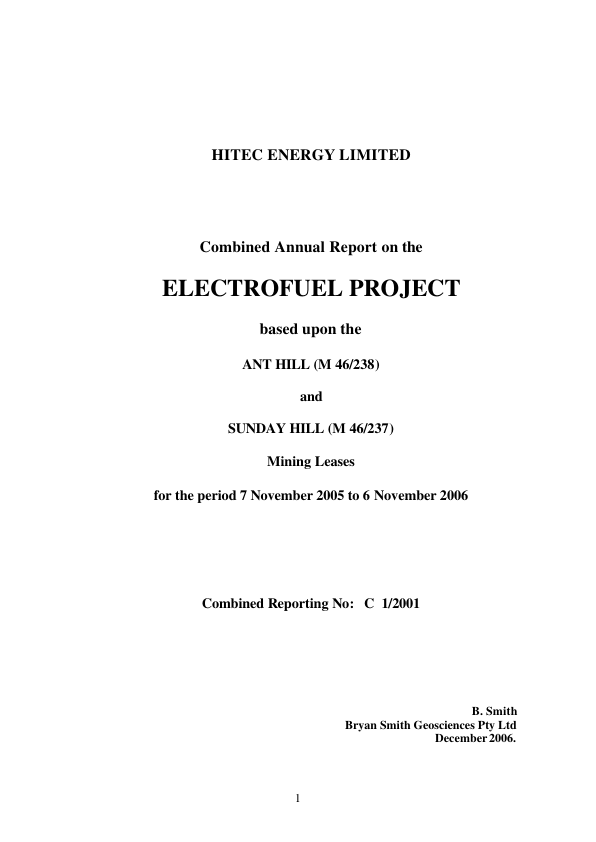 HITEC ENERGY LIMITED
Combined Annual Report on the
ELECTROFUEL PROJECT
based upon the
ANT HILL (M 46/238)
and
SUNDAY HILL (M 46/237)
Mining Leases
for the period 7 November 2005 to 6 November 2006
Combined Reporting No: C 1/2001
B. Smith
Bryan Smith Geosciences Pty Ltd
December 2006.
1